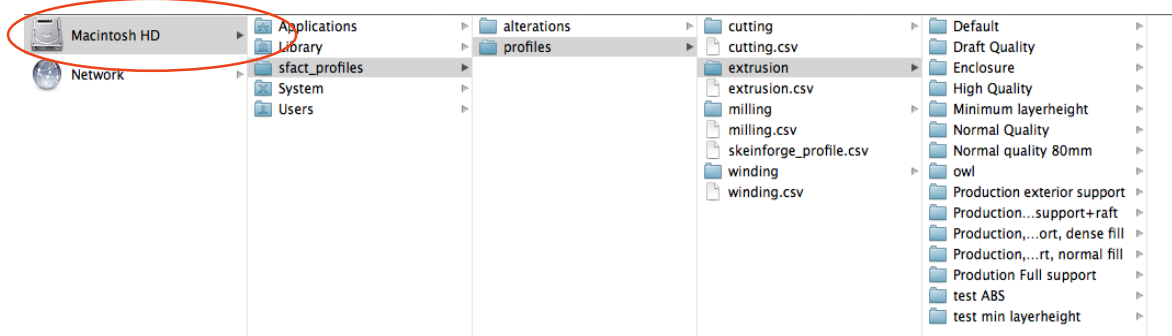 Macintosh HD
Network
Applications
Library
sfact_profiles
System
Users
alterations
profiles
cutting
cutting.csv
extrusion
extrusion.csv
milling
milling.csv
skeinforge_profile.csv
winding
winding.csv
Default
Draft Quality
Enclosure
High Quality
Minimum layerheight
Normal Quality
Normal quality 80mm
owl
Production exterior support
Production...support+raft
Production,...ort, dense fill
Production,...rt, normal fill
Prodution Full support
test ABS
test min layerheight